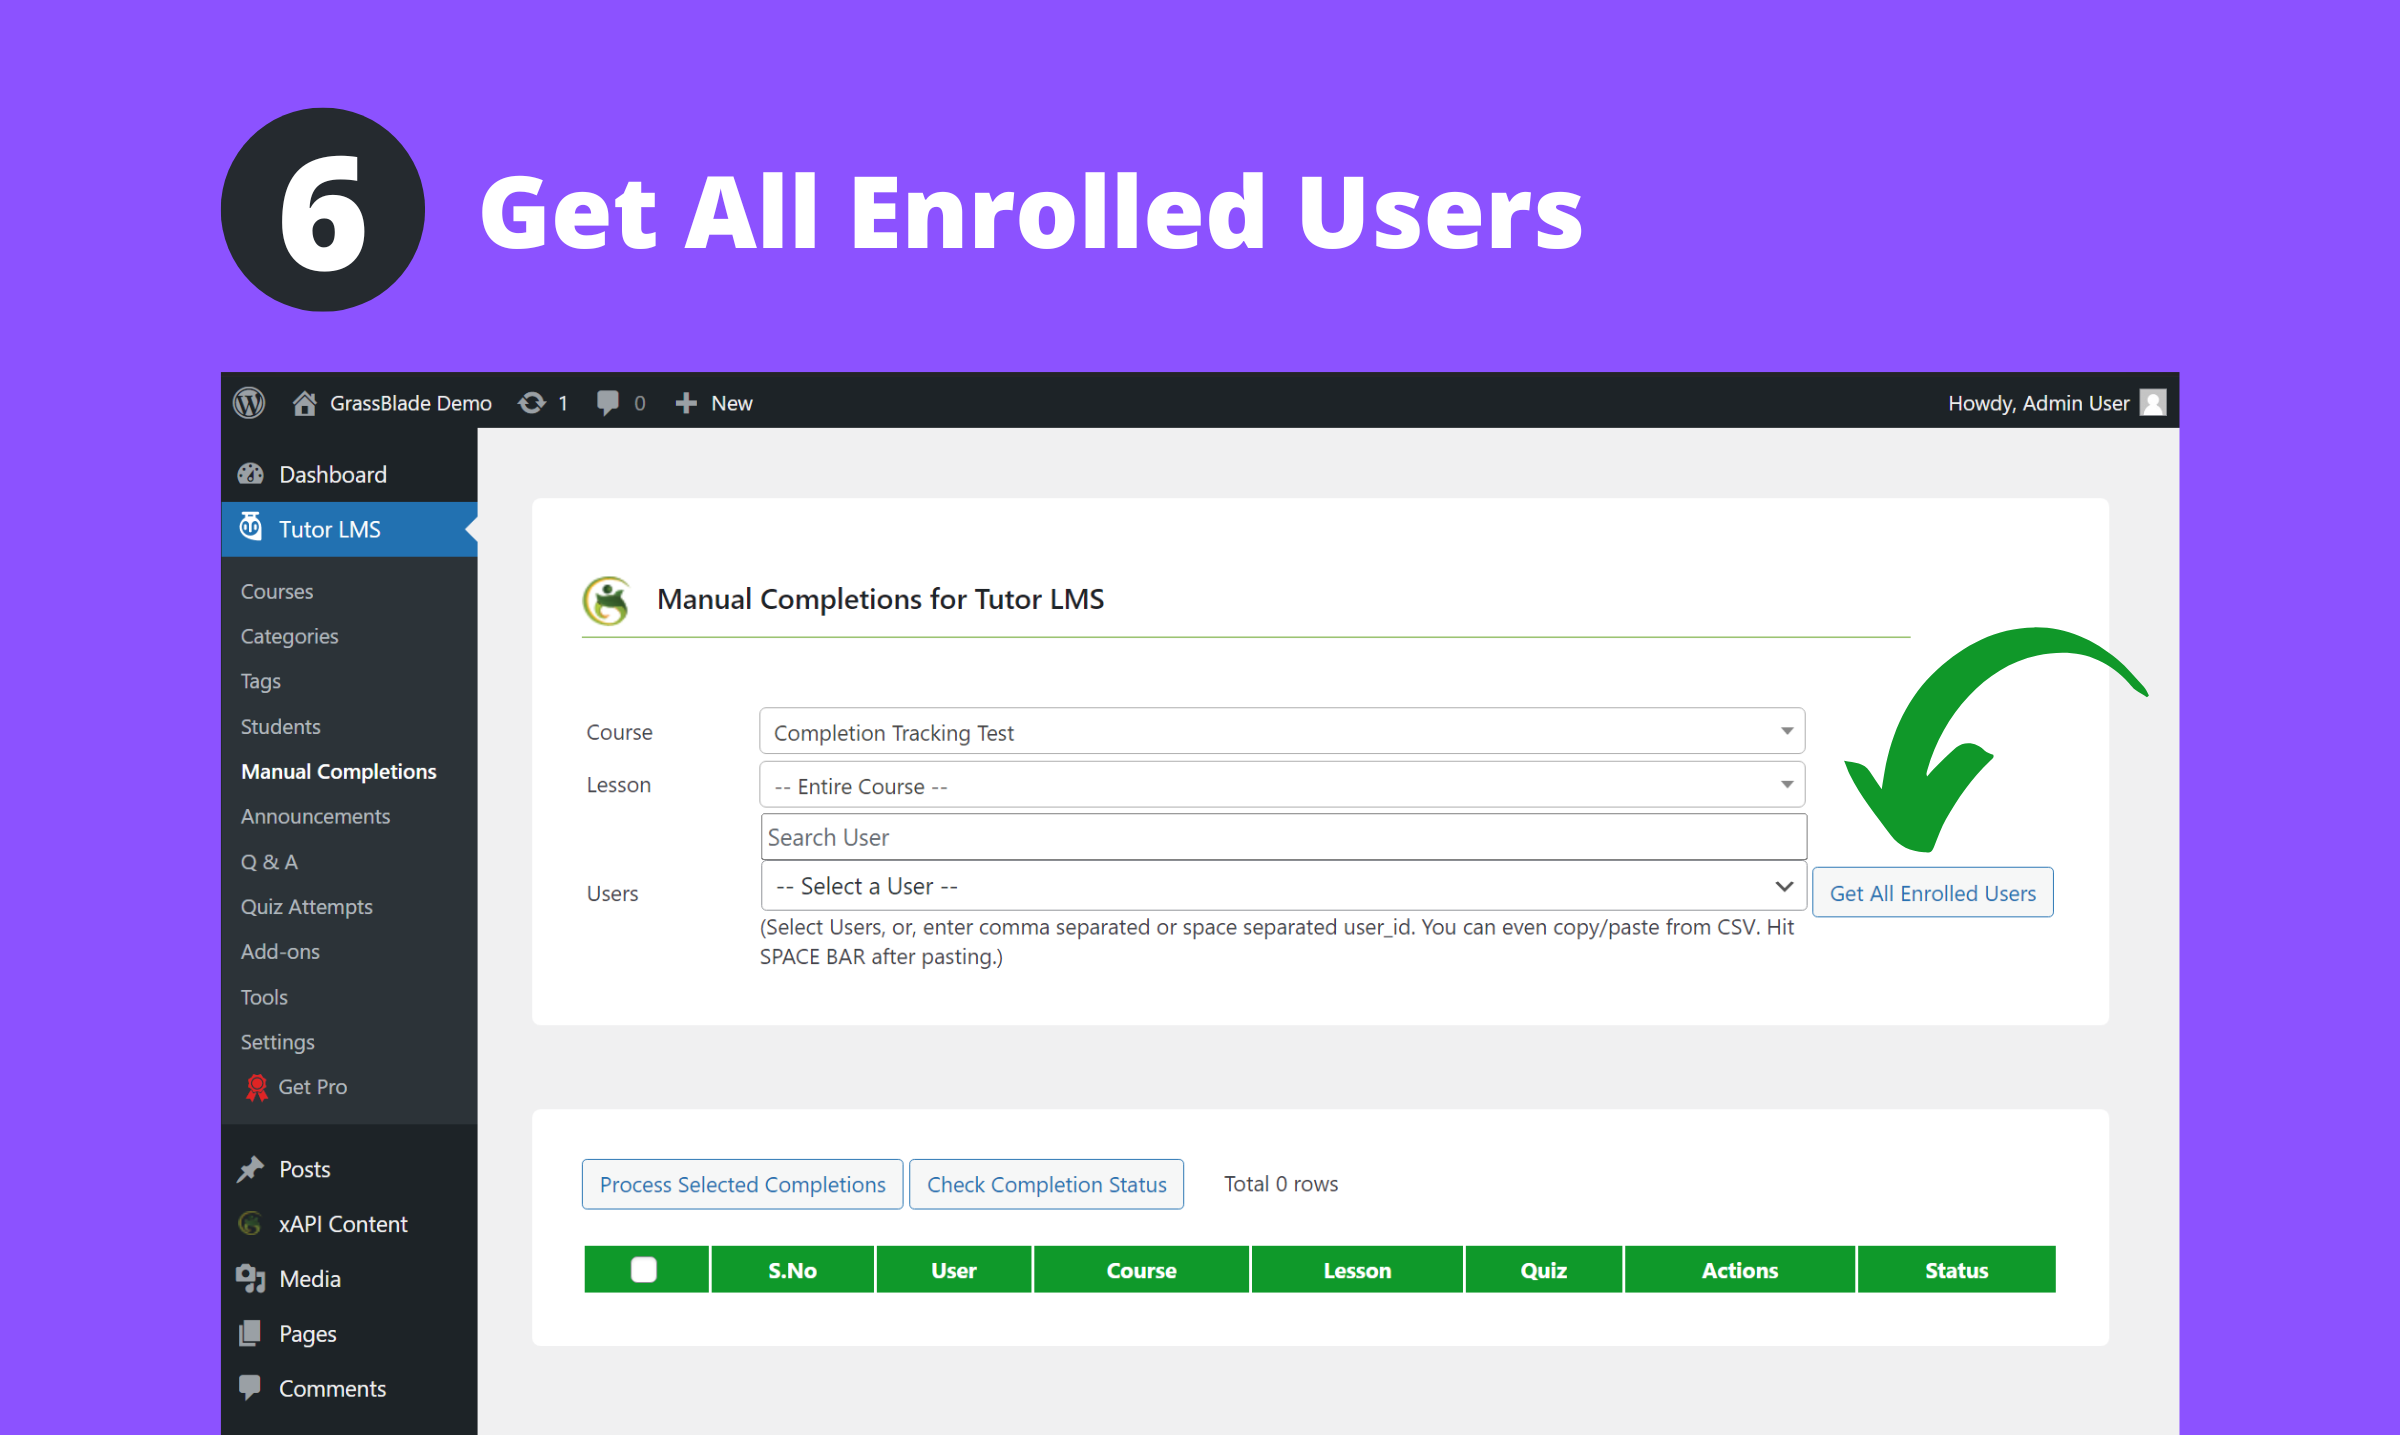 6 Get All Enrolled Users
GrassBlade Demo 1 0 New Howdy, Admin User
Dashboard
Tutor LMS
Courses
Categories
Tags
Students
Manual Completions
Announcements
Q & A
Quiz Attempts
Add-ons
Tools
Settings
Get Pro
Posts
xAPI Content
Media
Pages
Comments
Manual Completions for Tutor LMS
Course Completion Tracking Test
Lesson -- Entire Course --
Search User
Users -- Select a User -- Get All Enrolled Users
(Select Users, or, enter comma separated or space separated user_id. You can even copy/paste from CSV. Hit
SPACE BAR after pasting.)
Process Selected Completions Check Completion Status Total 0 rows
S.No User Course Lesson Quiz Actions Status